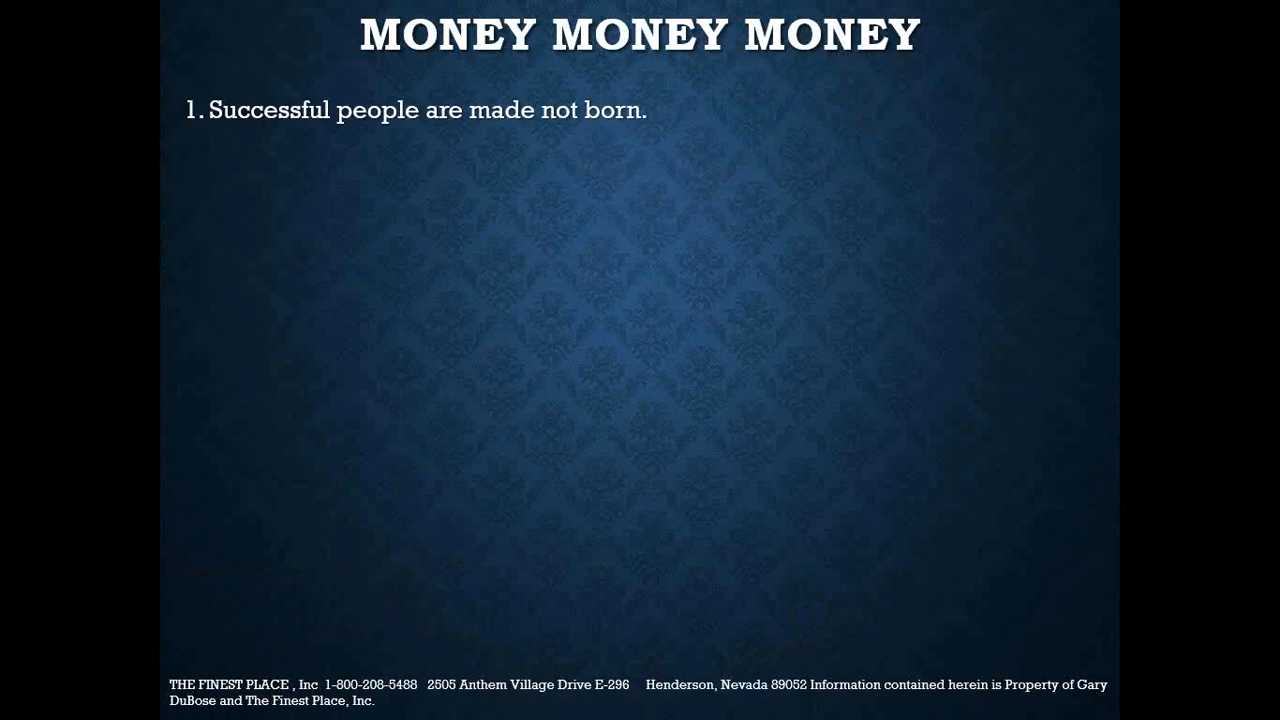 MONEY MONEY MONEY
1. Successful people are made not born.
THE FINEST PLACE , Inc 1-800-208-5488 2505 Anthem Village Drive E-296 Henderson, Nevada 89052 Information contained herein is Property of Gary
DuBose and The Finest Place, Inc.